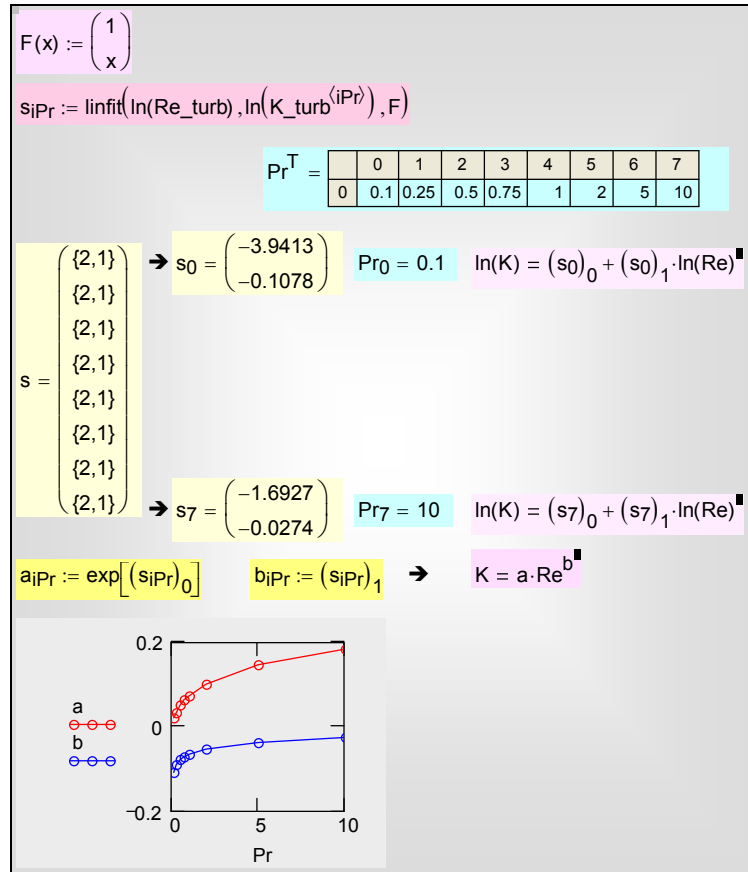 F(x) := ( 1 x )
s_iPr := linfit( ln(Re_turb) , ln( K_turb^⟨iPr⟩ ) , F )
Pr^T = 0 1 2 3 4 5 6 7
0 0.1 0.25 0.5 0.75 1 2 5 10
s = ( {2,1} {2,1} {2,1} {2,1} {2,1} {2,1} {2,1} {2,1} )
➔ s_0 = ( −3.9413 −0.1078 ) Pr_0 = 0.1 ln(K) = (s_0)_0 + (s_0)_1·ln(Re)
➔ s_7 = ( −1.6927 −0.0274 ) Pr_7 = 10 ln(K) = (s_7)_0 + (s_7)_1·ln(Re)
a_iPr := exp[(s_iPr)_0] b_iPr := (s_iPr)_1 ➔ K = a·Re^b
a
b
0.2
0
−0.2
0 5 10
Pr